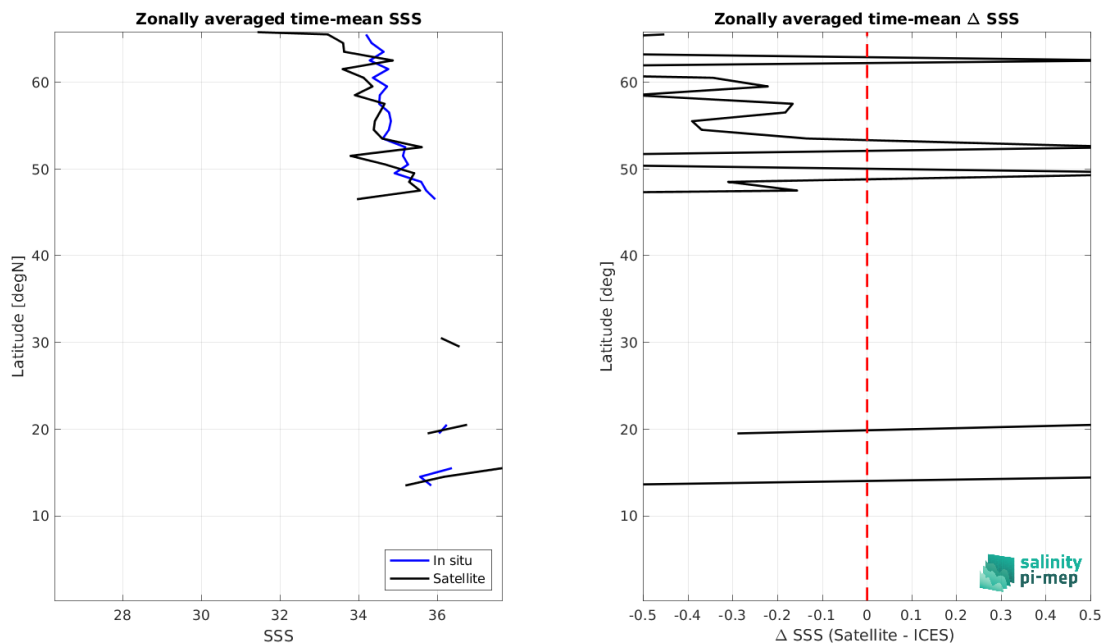 Zonally averaged time-mean SSS
60
50
40
30
20
10
Latitude [degN]
28 30 32 34 36
SSS
In situ
Satellite
Zonally averaged time-mean Δ SSS
60
50
40
30
20
10
Latitude [deg]
-0.5 -0.4 -0.3 -0.2 -0.1 0 0.1 0.2 0.3 0.4 0.5
Δ SSS (Satellite - ICES)
salinity
pi-mep